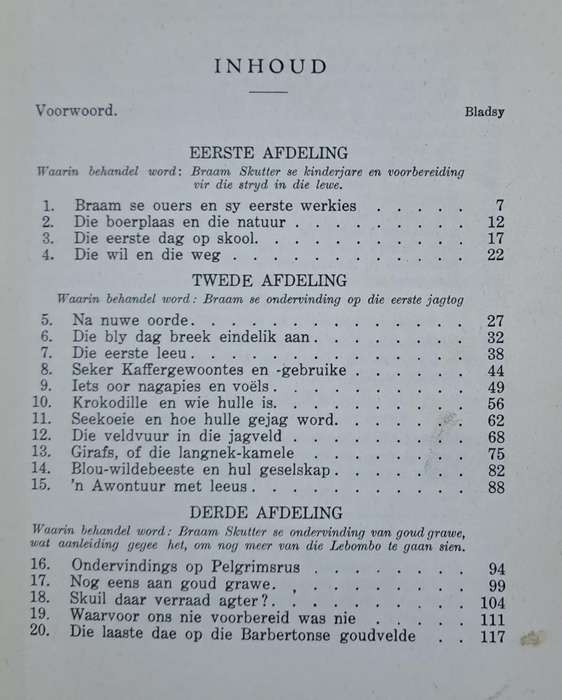 INHOUD
Voorwoord. Bladsy
EERSTE AFDELING
Waarin behandel word: Braam Skutter se kinderjare en voorbereiding
vir die stryd in die lewe.
1. Braam se ouers en sy eerste werkies . . . . . 7
2. Die boerplaas en die natuur . . . . . . . . . 12
3. Die eerste dag op skool. . . . . . . . . . . 17
4. Die wil en die weg . . . . . . . . . . . . 22
TWEDE AFDELING
Waarin behandel word: Braam se ondervinding op die eerste jagtog
5. Na nuwe oorde. . . . . . . . . . . . . . 27
6. Die bly dag breek eindelik aan. . . . . . . . 32
7. Die eerste leeu . . . . . . . . . . . . . 38
8. Seker Kaffergewoontes en -gebruike . . . . . . 44
9. Iets oor nagapies en voëls. . . . . . . . . . 49
10. Krokodille en wie hulle is. . . . . . . . . . 56
11. Seekoeie en hoe hulle gejag word. . . . . . . 62
12. Die veldvuur in die jagveld . . . . . . . . . 68
13. Girafs, of die langnek-kamele . . . . . . . . 75
14. Blou-wildebeeste en hul geselskap . . . . . . . 82
15. 'n Awontuur met leeus . . . . . . . . . . . 88
DERDE AFDELING
Waarin behandel word: Braam Skutter se ondervinding van goud grawe,
wat aanleiding gegee het, om nog meer van die Lebombo te gaan sien.
16. Ondervindings op Pelgrimsrus . . . . . . . . 94
17. Nog eens aan goud grawe. . . . . . . . . . 99
18. Skuil daar verraad agter?. . . . . . . . . . 104
19. Waarvoor ons nie voorbereid was nie . . . . . 111
20. Die laaste dae op die Barbertonse goudvelde . . 117